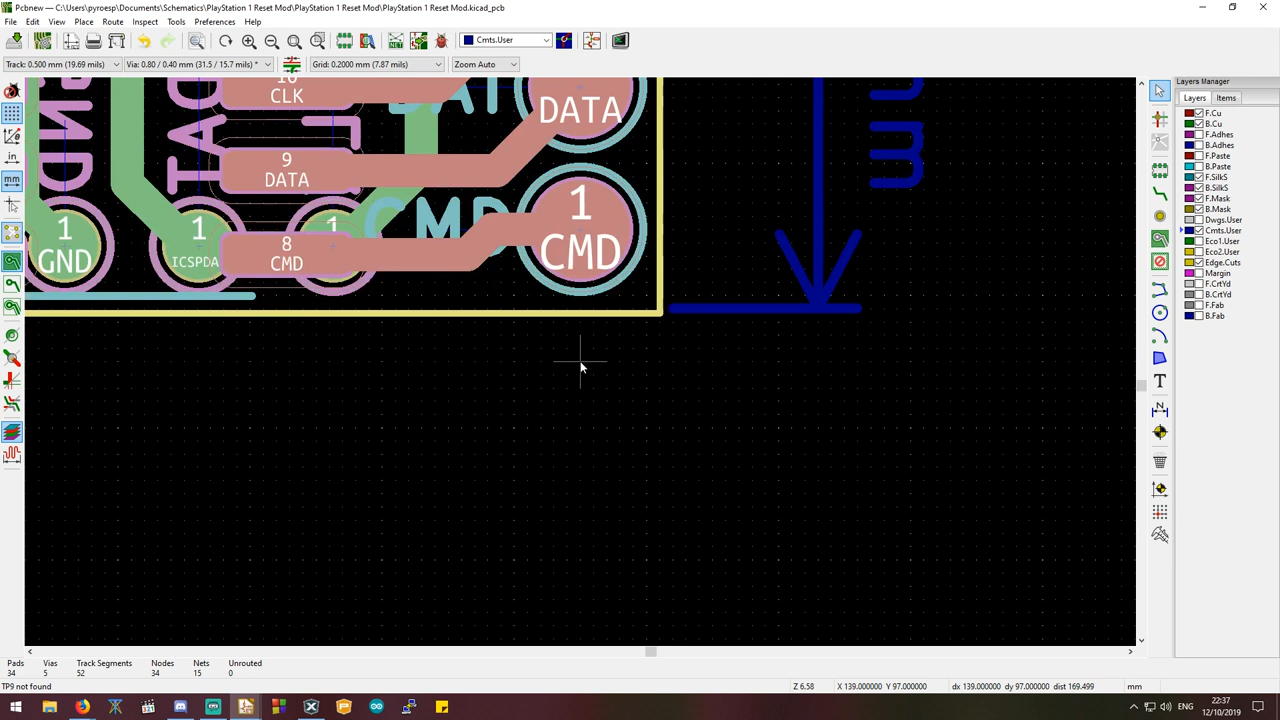 Pcbnew — C:\Users\pyroesp\Documents\Schematics\PlayStation 1 Reset Mod\PlayStation 1 Reset Mod\PlayStation 1 Reset Mod.kicad_pcb
File Edit View Place Route Inspect Tools Preferences Help
Cmts.User
Track: 0.500 mm (19.69 mils) Via: 0.80 / 0.40 mm (31.5 / 15.7 mils) * Grid: 0.2000 mm (7.87 mils) Zoom Auto
Layers Manager
Layers Items
F.Cu
B.Cu
F.Adhes
B.Adhes
F.Paste
B.Paste
F.SilkS
B.SilkS
F.Mask
B.Mask
Dwgs.User
Cmts.User
Eco1.User
Eco2.User
Edge.Cuts
Margin
F.CrtYd
B.CrtYd
F.Fab
B.Fab
in
mm
10
CLK
DATA
9
DATA
CMD
1
CMD
8
CMD
1
GND
1
ICSPDA
1
GND
DAT
mm
Pads Vias Track Segments Nodes Nets Unrouted
34 5 52 34 15 0
TP9 not found Z 6.58 X 139.000000 Y 97.000000 dx 139.000000 dy 97.000000 dist 169.499 mm
ENG
22:37
12/10/2019